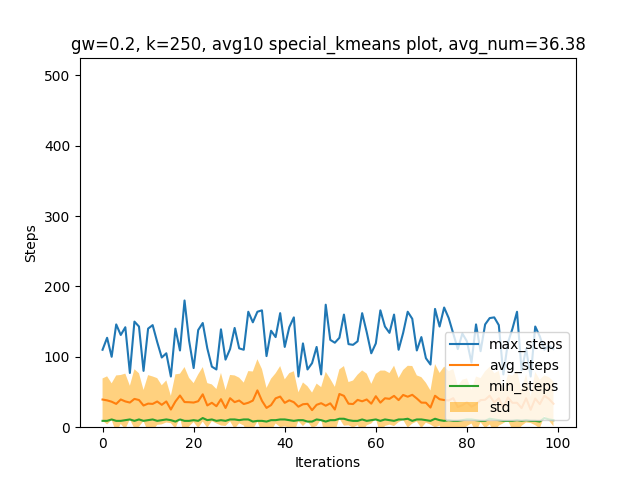 gw=0.2, k=250, avg10 special_kmeans plot, avg_num=36.38
500
400
300
200
100
0
Steps
max_steps
avg_steps
min_steps
std
0 20 40 60 80 100
Iterations